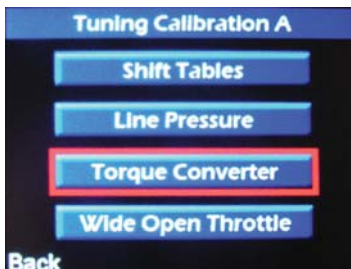 Tuning Calibration A
Shift Tables
Line Pressure
Torque Converter
Wide Open Throttle
Back